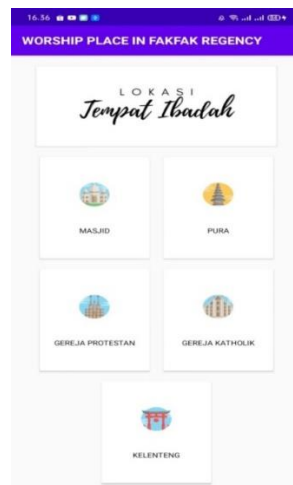 16.56
WORSHIP PLACE IN FAKFAK REGENCY
LOKASI
Tempat Ibadah
MASJID
PURA
GEREJA PROTESTAN
GEREJA KATHOLIK
KELENTENG